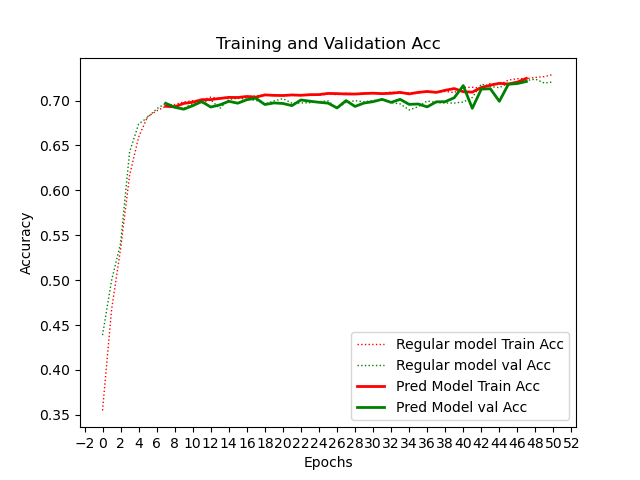 Training and Validation Acc
Accuracy
0.70
0.65
0.60
0.55
0.50
0.45
0.40
0.35
Regular model Train Acc
Regular model val Acc
Pred Model Train Acc
Pred Model val Acc
−2 0 2 4 6 8 10 12 14 16 18 20 22 24 26 28 30 32 34 36 38 40 42 44 46 48 50 52
Epochs